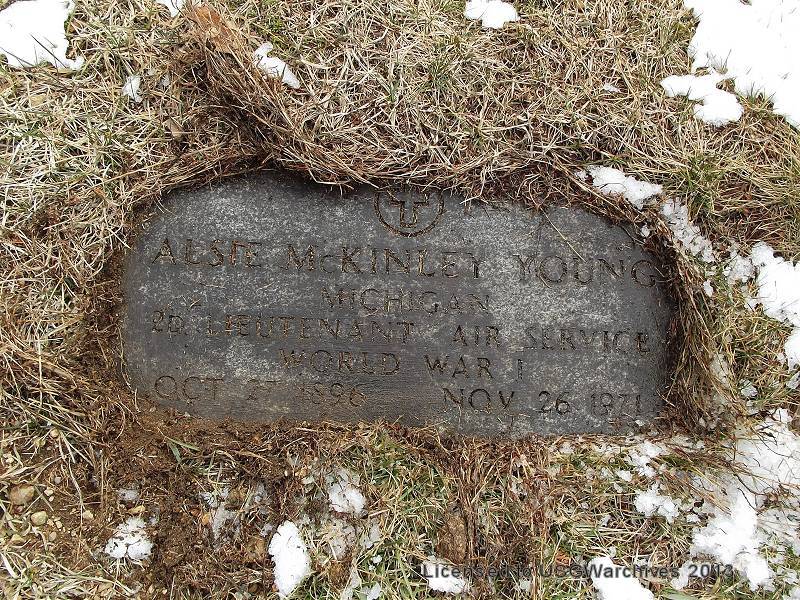 ALSIE McKINLEY YOUNG
MICHIGAN
2D LIEUTENANT AIR SERVICE
WORLD WAR I
OCT 27 1896 NOV 26 1971
Licensed to UCGWarchives 2013